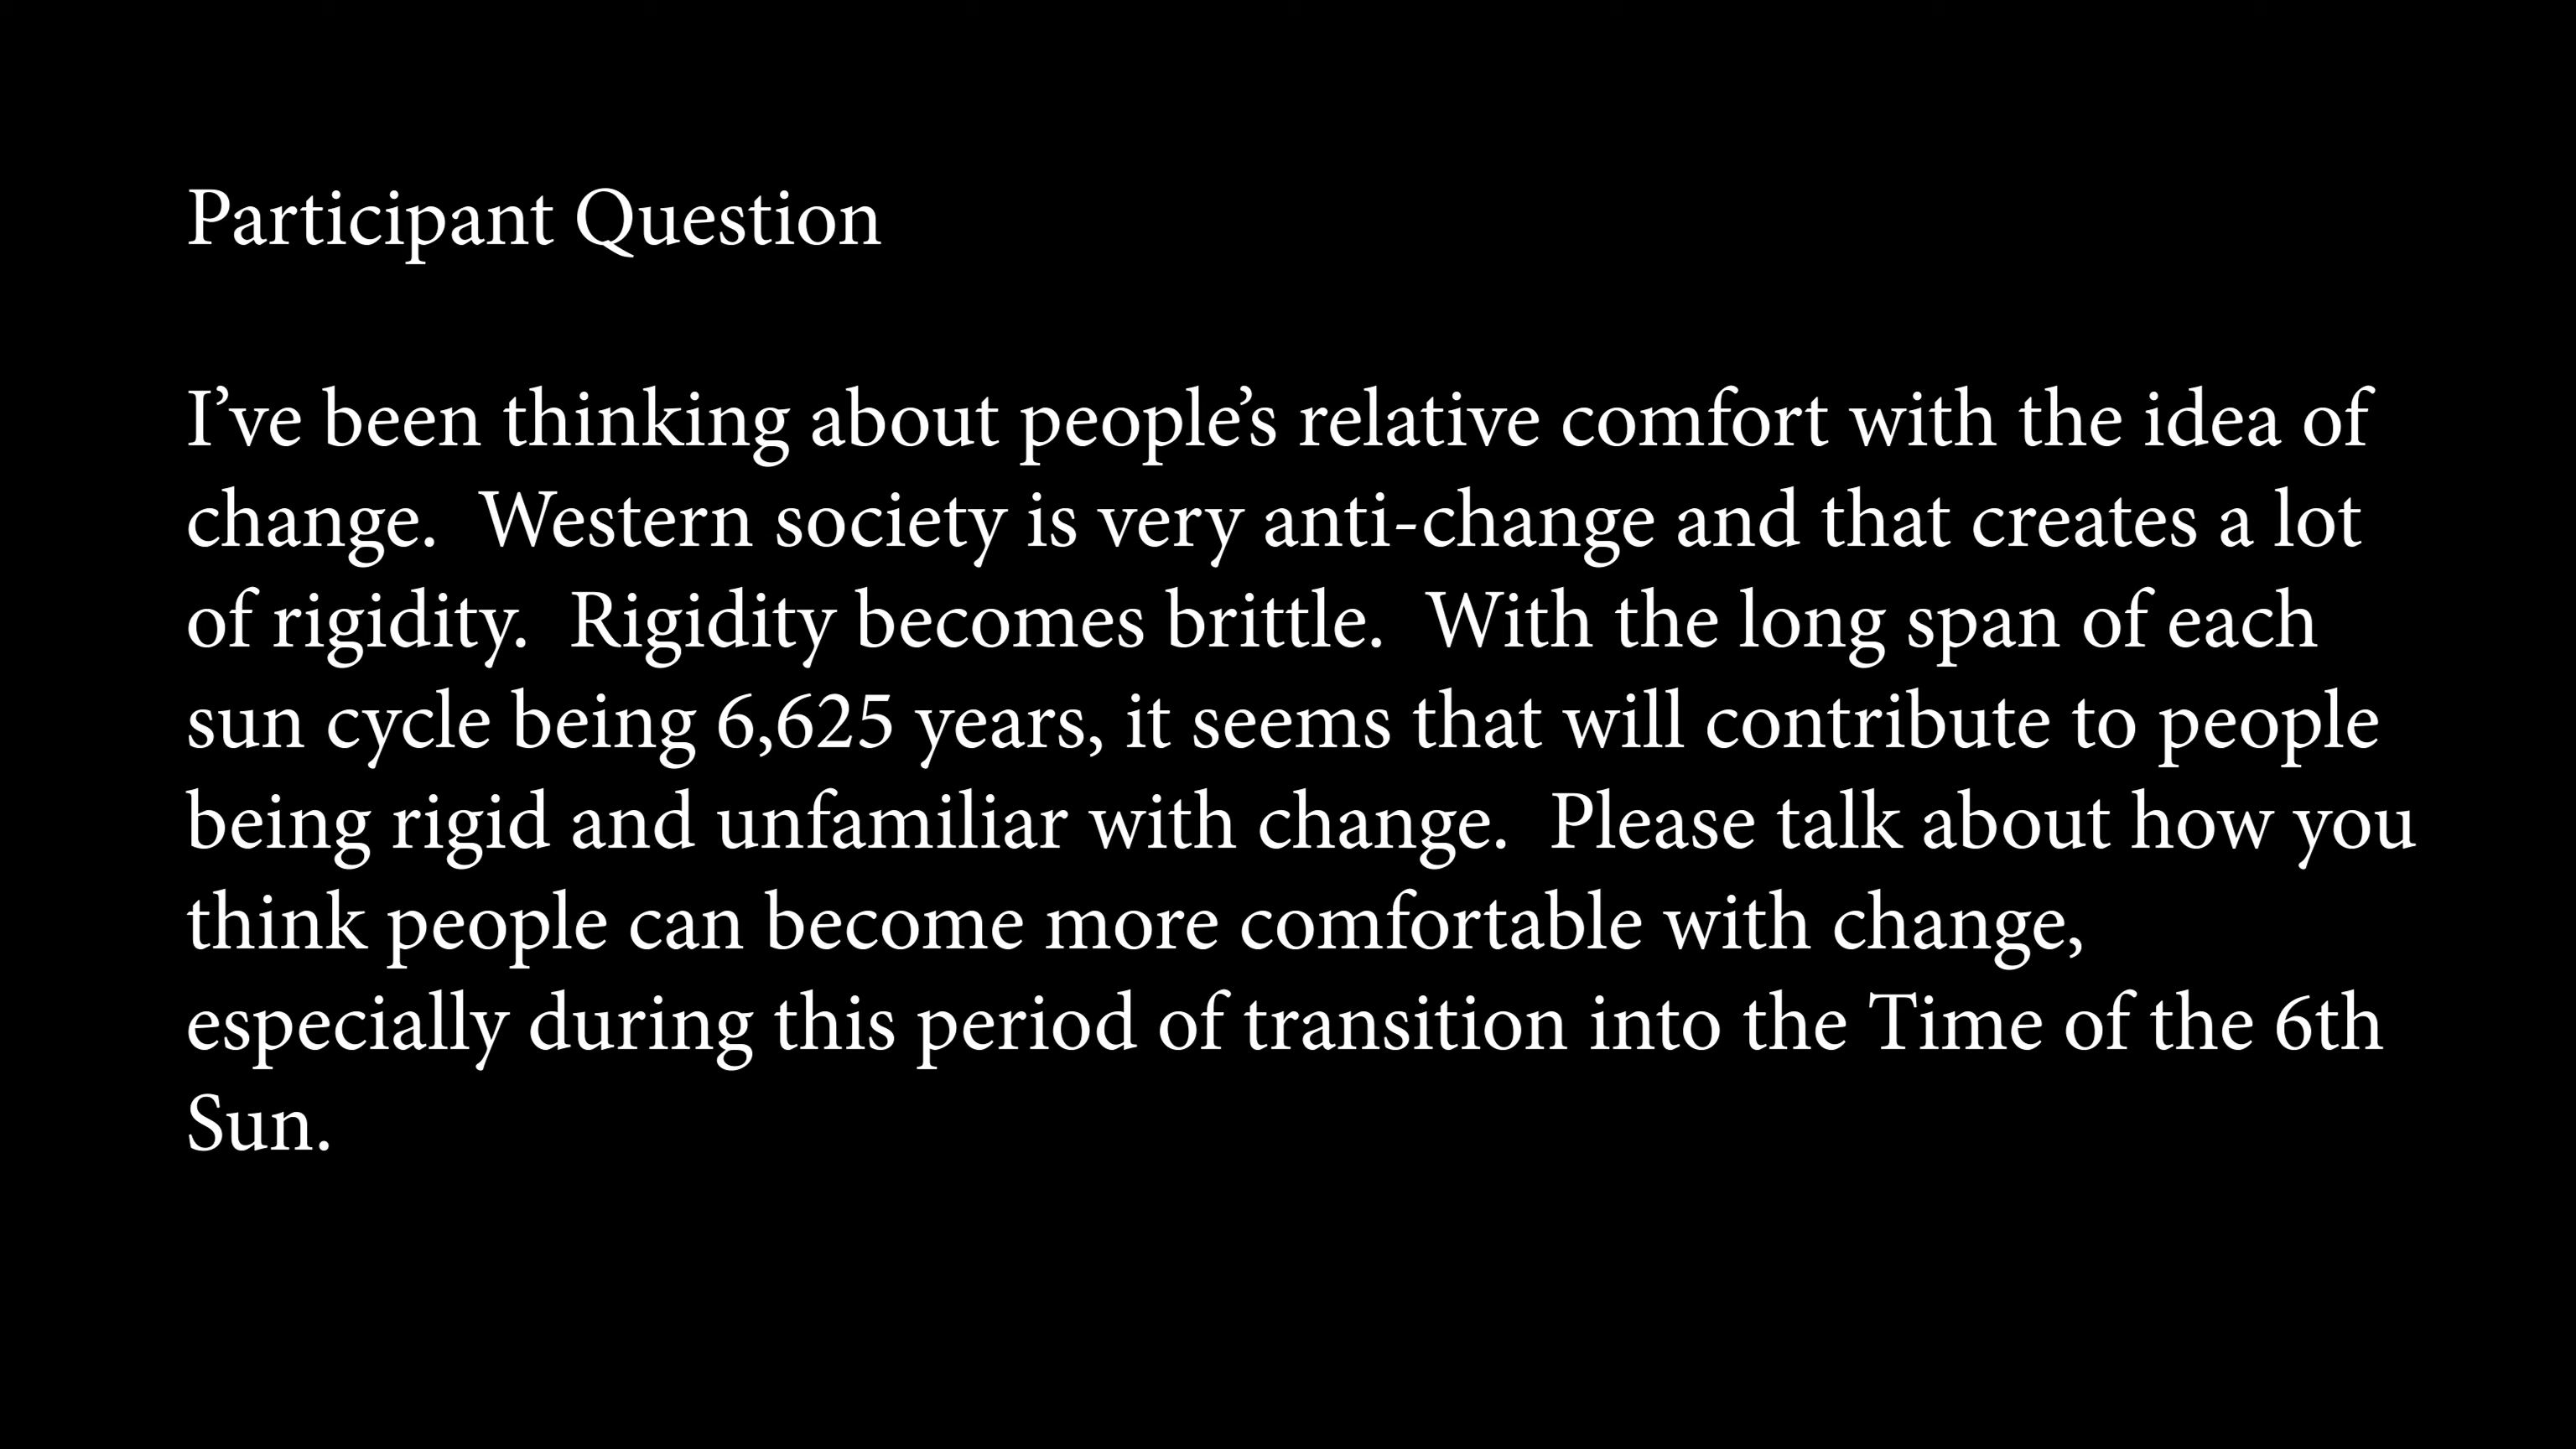 Participant Question
I’ve been thinking about people’s relative comfort with the idea of
change.  Western society is very anti-change and that creates a lot
of rigidity.  Rigidity becomes brittle.  With the long span of each
sun cycle being 6,625 years, it seems that will contribute to people
being rigid and unfamiliar with change.  Please talk about how you
think people can become more comfortable with change,
especially during this period of transition into the Time of the 6th
Sun.